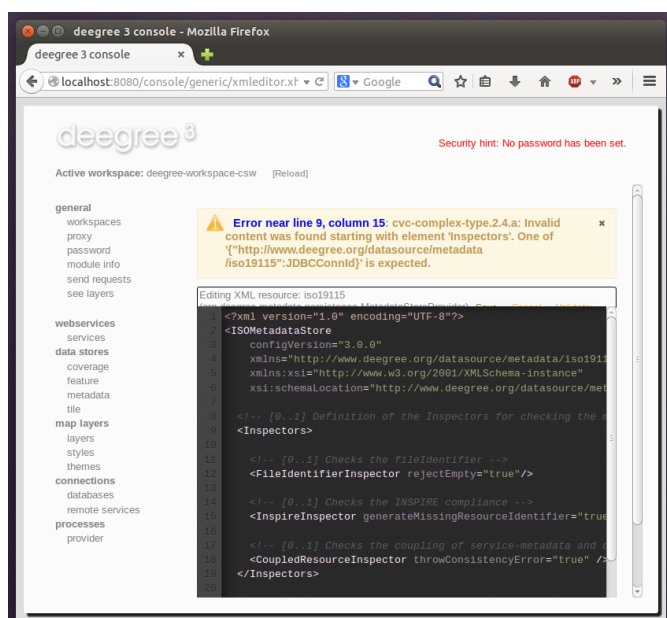 deegree 3 console - Mozilla Firefox
deegree 3 console
localhost:8080/console/generic/xmleditor.xh
Google
deegree 3
Security hint: No password has been set.
Active workspace: deegree-workspace-csw [Reload]
general
workspaces
proxy
password
module info
send requests
see layers
webservices
services
data stores
coverage
feature
metadata
tile
map layers
layers
styles
themes
connections
databases
remote services
processes
provider
Error near line 9, column 15: cvc-complex-type.2.4.a: Invalid
content was found starting with element 'Inspectors'. One of
'{"http://www.deegree.org/datasource/metadata
/iso19115":JDBCConnId}' is expected.
Editing XML resource: iso19115
(org.deegree.metadata.persistence.MetadataStoreProvider) Save Cancel Validate
1 <?xml version="1.0" encoding="UTF-8"?>
2 <ISOMetadataStore
3 configVersion="3.0.0"
4 xmlns="http://www.deegree.org/datasource/metadata/iso1911
5 xmlns:xsi="http://www.w3.org/2001/XMLSchema-instance"
6 xsi:schemaLocation="http://www.deegree.org/datasource/met
7
8 <!-- [0..1] Definition of the Inspectors for checking the m
9 <Inspectors>
10
11 <!-- [0..1] Checks the fileIdentifier -->
12 <FileIdentifierInspector rejectEmpty="true"/>
13
14 <!-- [0..1] Checks the INSPIRE compliance -->
15 <InspireInspector generateMissingResourceIdentifier="true
16
17 <!-- [0..1] Checks the coupling of service-metadata and d
18 <CoupledResourceInspector throwConsistencyError="true" />
19 </Inspectors>
20